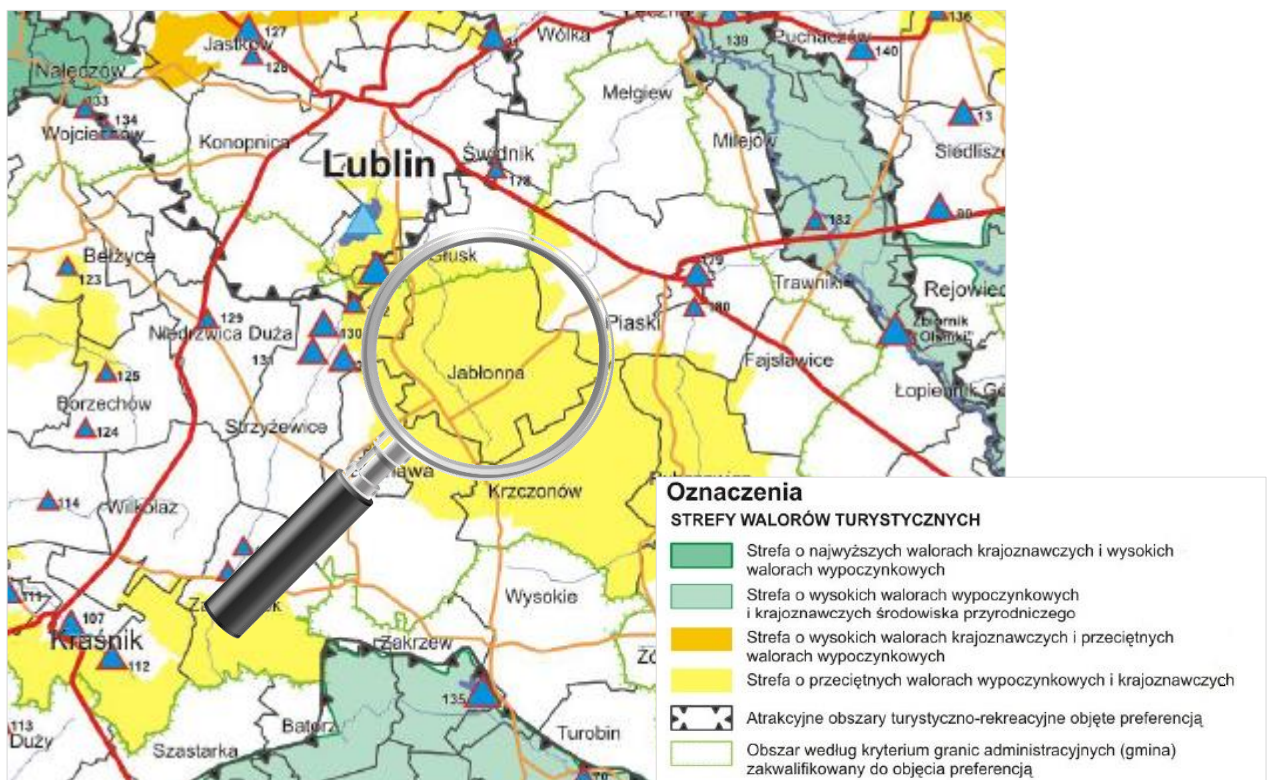 127
Jastków
128
Wólka
139
Puchaczów
136
140
Nałęczów
133
134
Wojciechów
Konopnica
Mełgiew
Milejów
13
Siedliszc
Lublin
Świdnik
178
182
Bełżyce
123
Głusk
179
Trawniki
Rejowiec
129
Niedrzwica Duża
130
131
Piaski
180
Zbiornik
"Oleśniki"
Fajsławice
Jabłonna
125
Borzechów
124
Łopiennik Gó
Strzyżewice
114
Wilkołaz
Krzczonów
111
107
Kraśnik
112
Wysokie
Zakrzew
135
113
Duży
Batorz
Szastarka
Turobin
Oznaczenia
STREFY WALORÓW TURYSTYCZNYCH
Strefa o najwyższych walorach krajoznawczych i wysokich
walorach wypoczynkowych
Strefa o wysokich walorach wypoczynkowych
i krajoznawczych środowiska przyrodniczego
Strefa o wysokich walorach krajoznawczych i przeciętnych
walorach wypoczynkowych
Strefa o przeciętnych walorach wypoczynkowych i krajoznawczych
Atrakcyjne obszary turystyczno-rekreacyjne objęte preferencją
Obszar według kryterium granic administracyjnych (gmina)
zakwalifikowany do objęcia preferencją